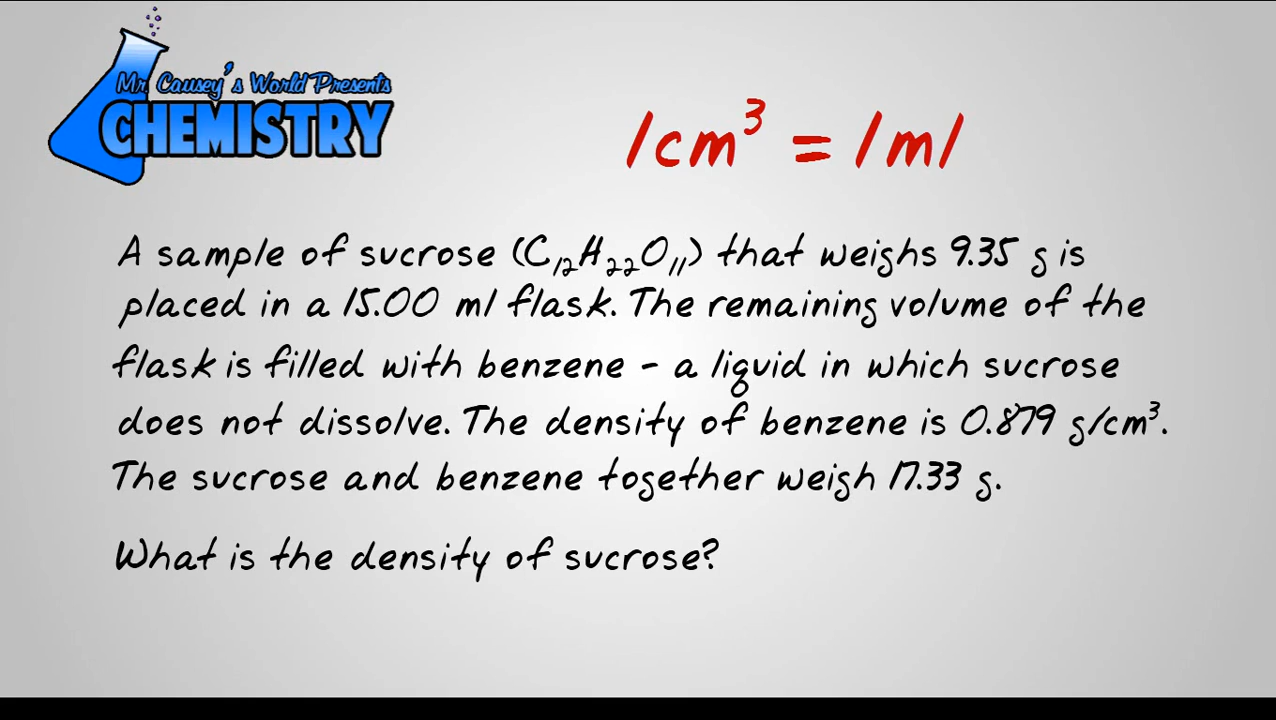 Mr. Causey's World Presents
CHEMISTRY
1cm³ = 1ml
A sample of sucrose (C₁₂H₂₂O₁₁) that weighs 9.35 g is
placed in a 15.00 ml flask. The remaining volume of the
flask is filled with benzene - a liquid in which sucrose
does not dissolve. The density of benzene is 0.879 g/cm³.
The sucrose and benzene together weigh 17.33 g.
What is the density of sucrose?